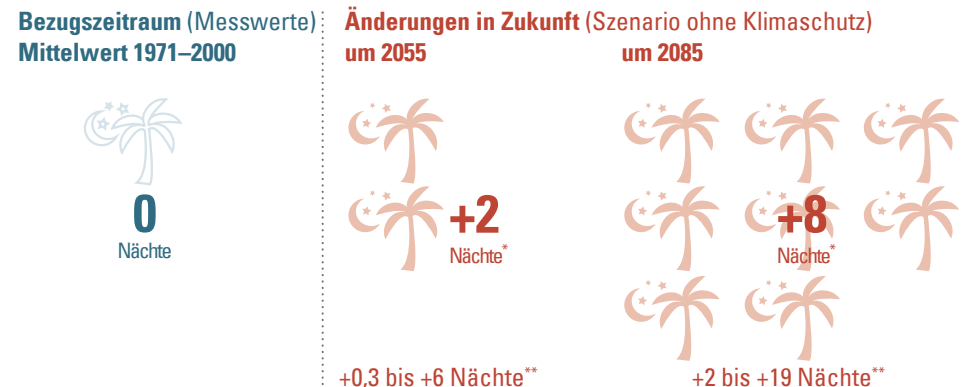 Bezugszeitraum (Messwerte)
Mittelwert 1971–2000
0
Nächte
Änderungen in Zukunft (Szenario ohne Klimaschutz)
um 2055
+2
Nächte*
+0,3 bis +6 Nächte**
um 2085
+8
Nächte*
+2 bis +19 Nächte**